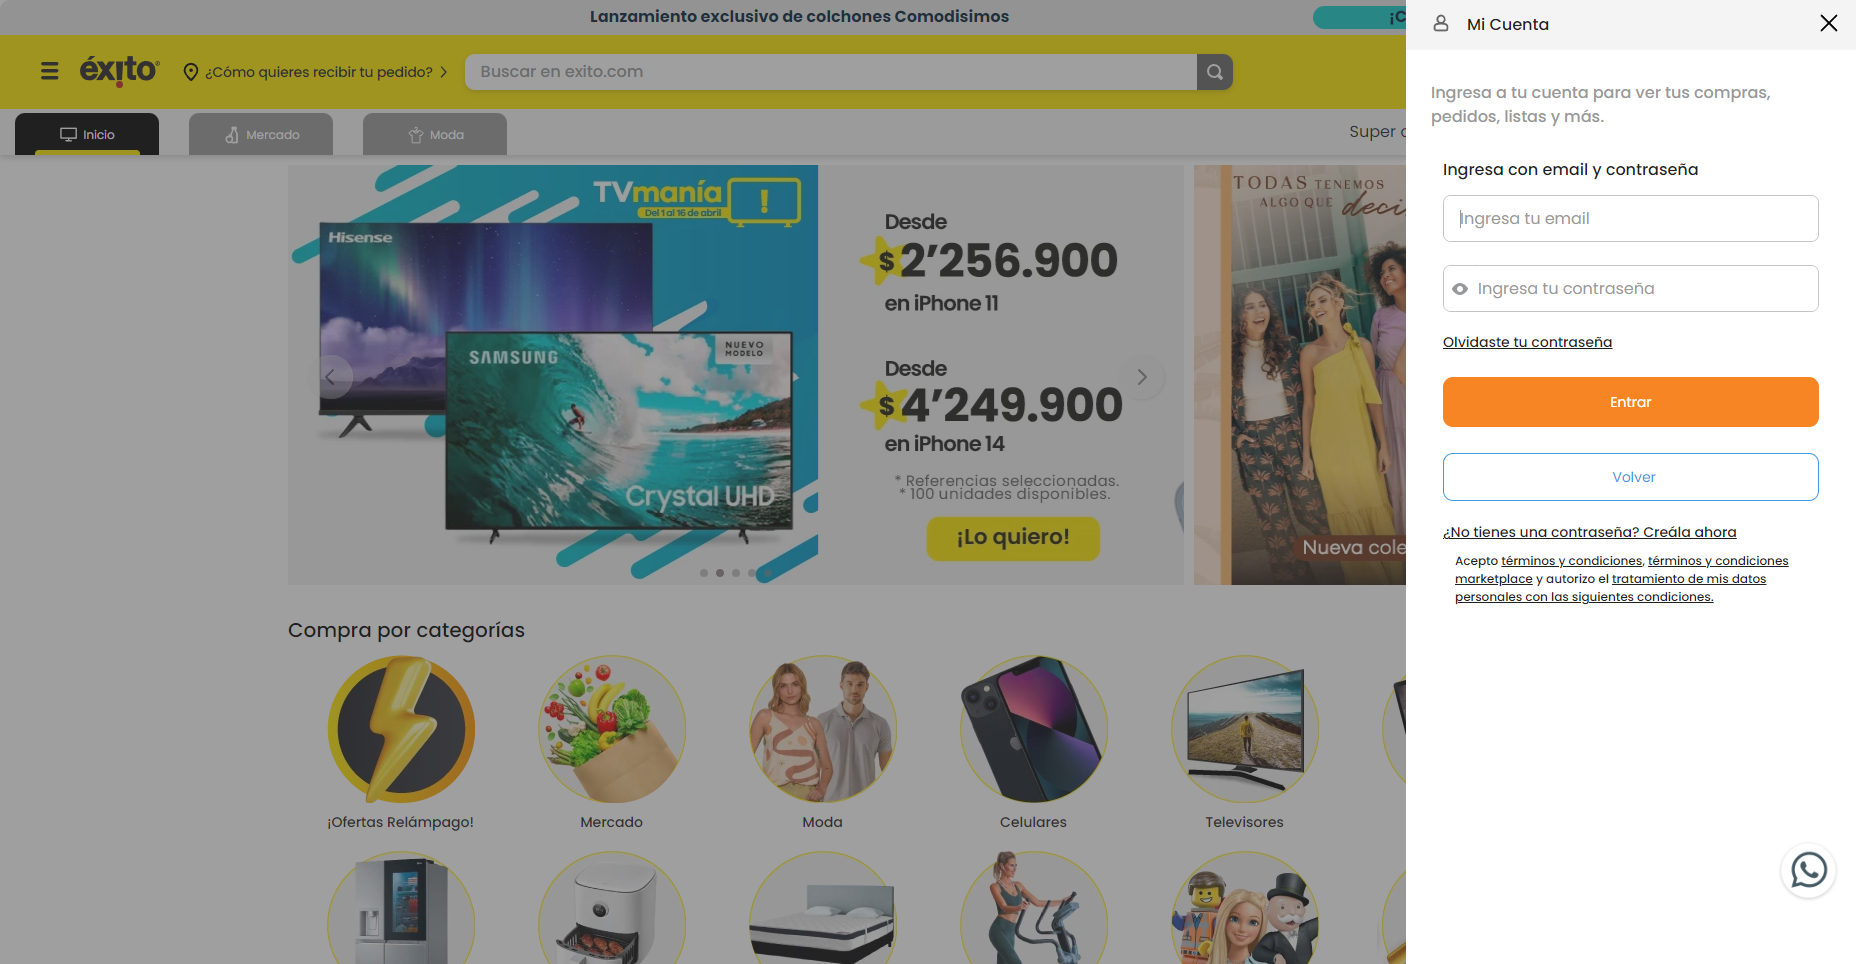 Lanzamiento exclusivo de colchones Comodisimos
éxito
¿Cómo quieres recibir tu pedido?
Buscar en exito.com
Inicio
Mercado
Moda
Super
TVmanía
Del 1 al 16 de abril
Hisense
SAMSUNG
NUEVO
MODELO
Crystal UHD
Desde
$2'256.900
en iPhone 11
Desde
$4'249.900
en iPhone 14
* Referencias seleccionadas.
* 100 unidades disponibles.
¡Lo quiero!
TODAS TENEMOS
ALGO QUE
Nueva
Compra por categorías
¡Ofertas Relámpago!
Mercado
Moda
Celulares
Televisores
Mi Cuenta
Ingresa a tu cuenta para ver tus compras,
pedidos, listas y más.
Ingresa con email y contraseña
Ingresa tu email
Ingresa tu contraseña
Olvidaste tu contraseña
Entrar
Volver
¿No tienes una contraseña? Creála ahora
Acepto términos y condiciones, términos y condiciones
marketplace y autorizo el tratamiento de mis datos
personales con las siguientes condiciones.